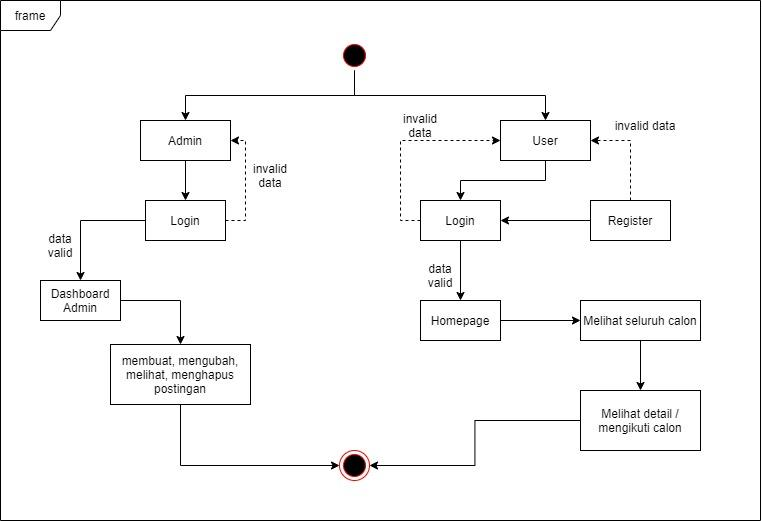 frame
Admin
User
invalid
data
invalid data
invalid
data
Login
Login
Register
data
valid
data
valid
Dashboard
Admin
Homepage
Melihat seluruh calon
membuat, mengubah,
melihat, menghapus
postingan
Melihat detail /
mengikuti calon